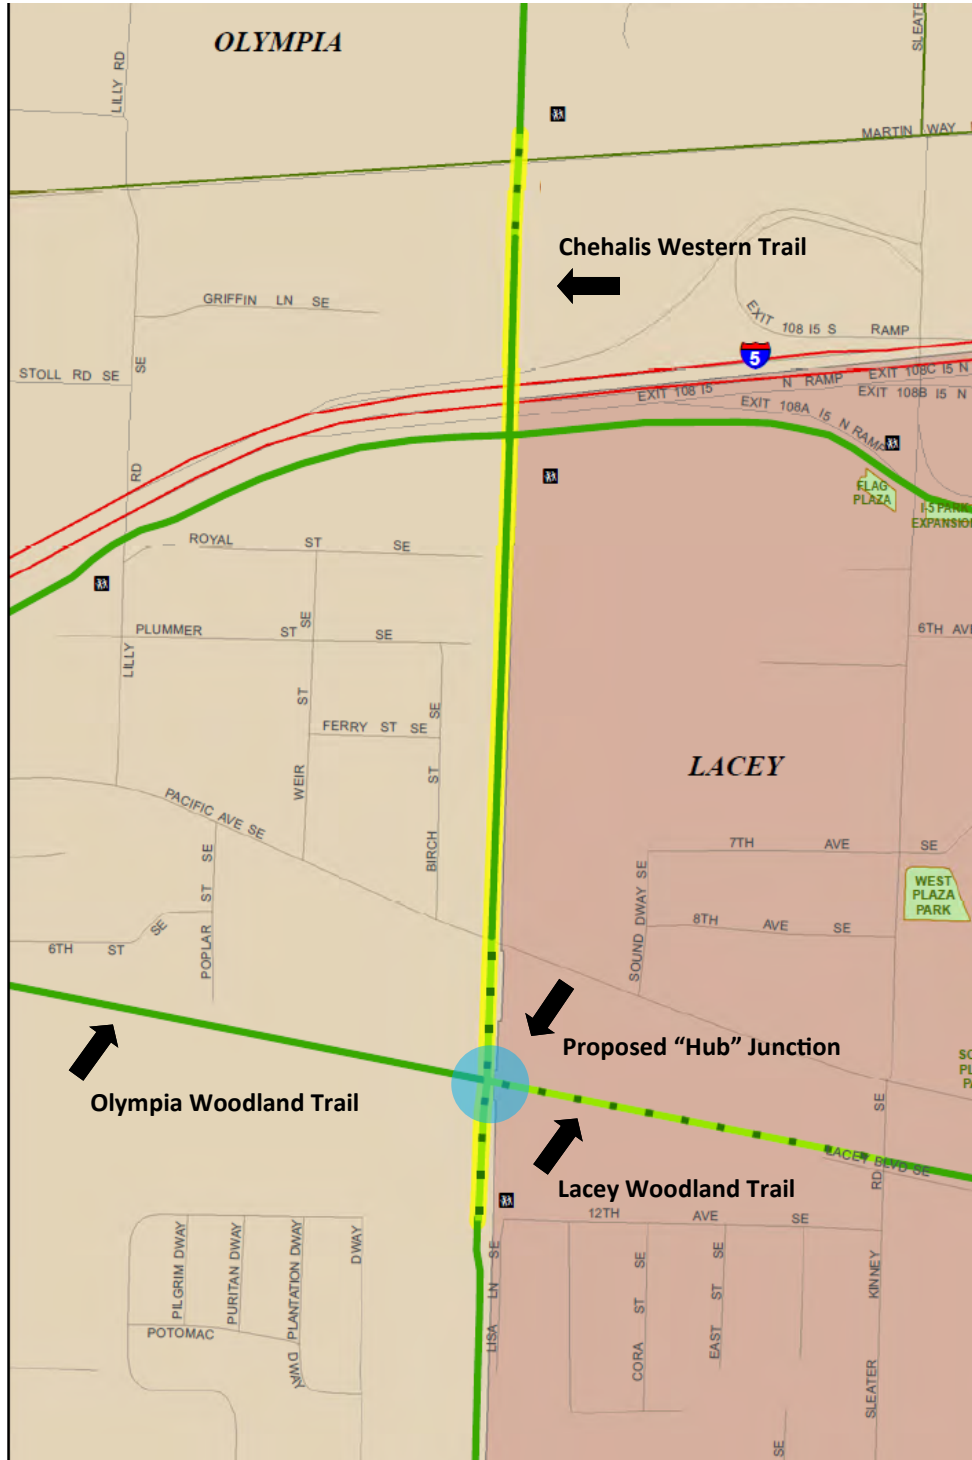 OLYMPIA
SLEATE
LILLY RD
MARTIN WAY
Chehalis Western Trail
GRIFFIN LN SE
EXIT 108 I5 S RAMP
5
STOLL RD SE
SE
EXIT 108C I5 N
N RAMP
EXIT 108 I5
EXIT 108B I5 N
EXIT 108A I5 N RAMP
RD
FLAG
PLAZA
I-5 PARK
EXPANSION
ROYAL ST SE
PLUMMER ST SE
SE
6TH AVE
LILLY
ST
SE
FERRY ST SE
LACEY
WEIR
ST
PACIFIC AVE SE
BIRCH
7TH AVE SE
SE
WEST
PLAZA
PARK
ST
8TH AVE SE
SOUND DWAY SE
6TH ST SE
POPLAR
Proposed “Hub” Junction
SC
PL
PA
Olympia Woodland Trail
SE
LACEY BLVD SE
RD
Lacey Woodland Trail
12TH AVE SE
PILGRIM DWAY
PURITAN DWAY
PLANTATION DWAY
DWAY
SE
LN
LISA
SE
ST
CORA
SE
ST
EAST
KINNEY
POTOMAC
DWAY
SLEATER
SE